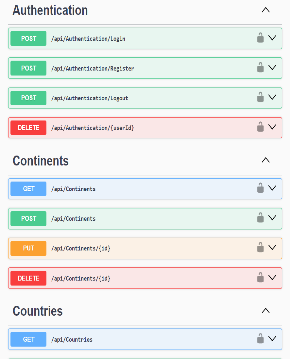 Authentication
POST /api/Authentication/Login
POST /api/Authentication/Register
POST /api/Authentication/Logout
DELETE /api/Authentication/{userId}
Continents
GET /api/Continents
POST /api/Continents
PUT /api/Continents/{id}
DELETE /api/Continents/{id}
Countries
GET /api/Countries